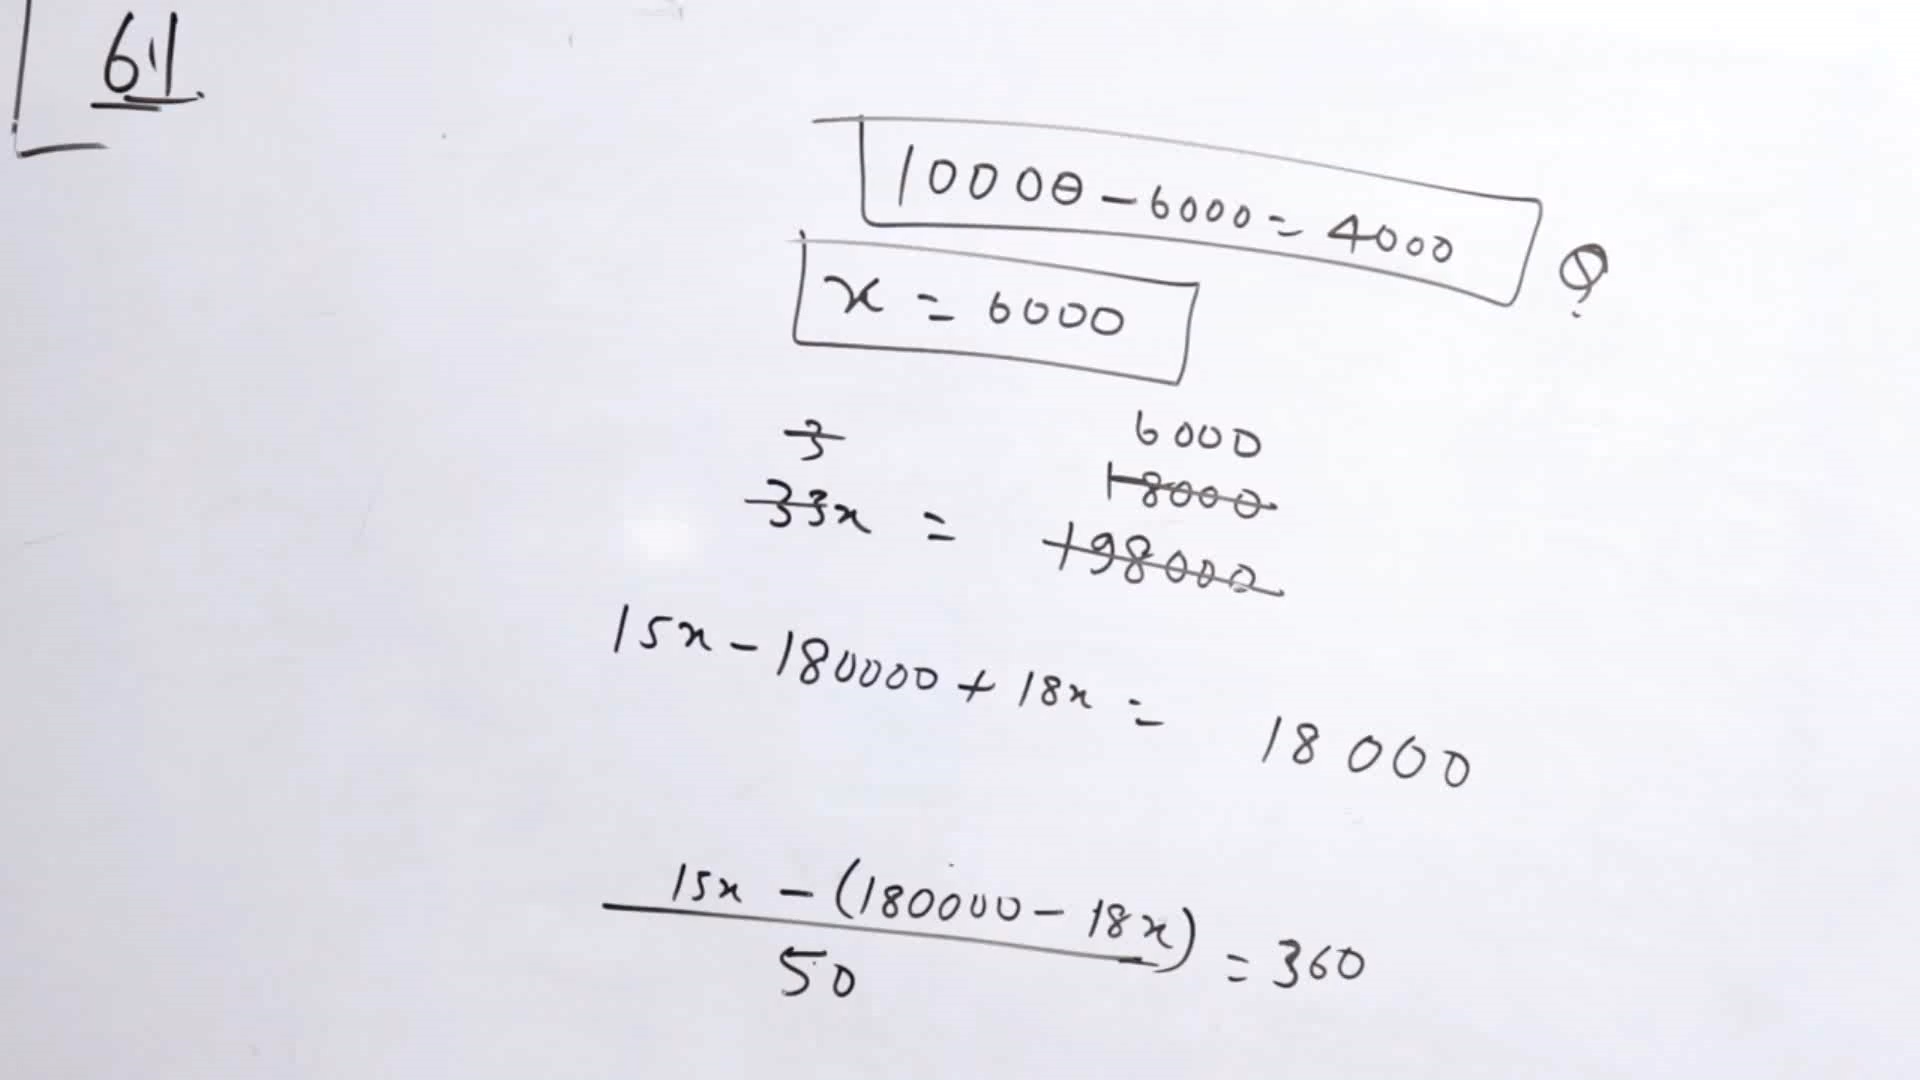 61
10000 - 6000 = 4000
x = 6000
3 6000
18000
33x = 198000
15x - 180000 + 18x = 18000
15x - (180000 - 18x) = 360
50